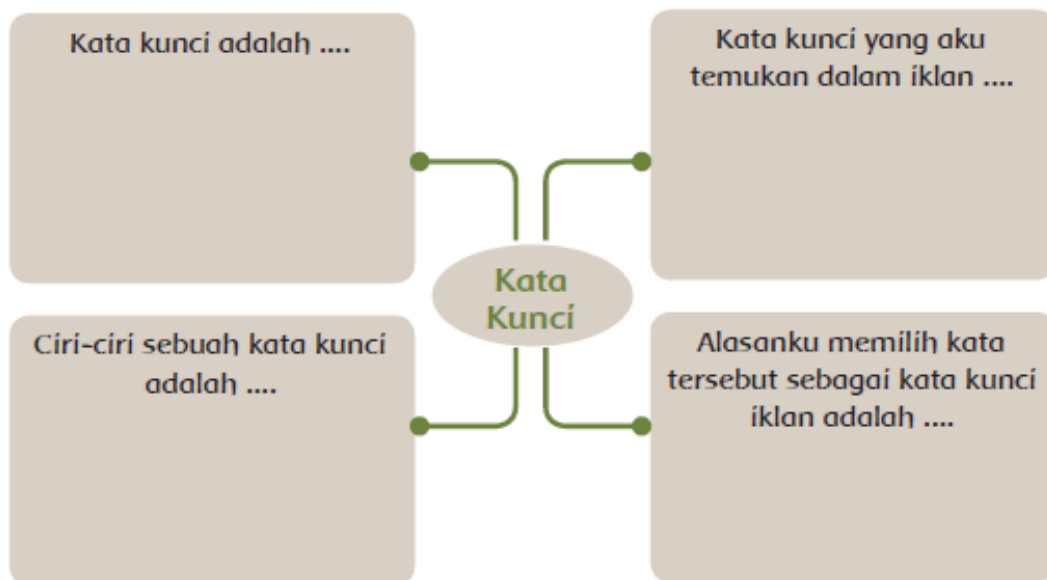 Kata kunci adalah ....
Kata kunci yang aku
temukan dalam iklan ....
Kata
Kunci
Ciri-ciri sebuah kata kunci
adalah ....
Alasanku memilih kata
tersebut sebagai kata kunci
iklan adalah ....